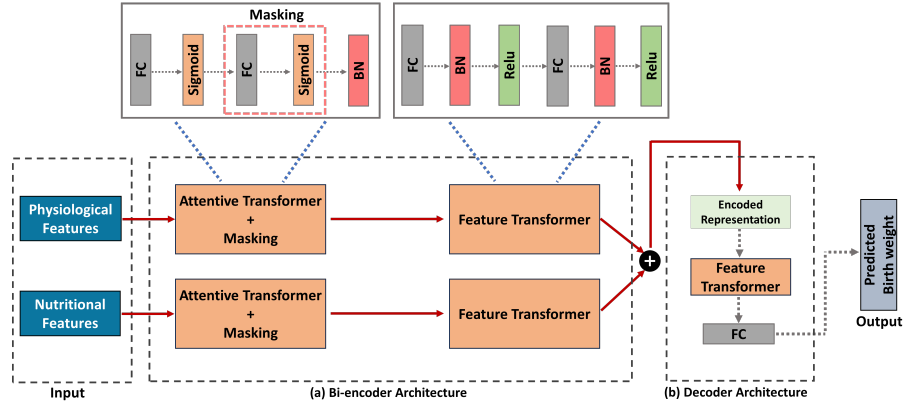 Masking
FC
Sigmoid
FC
Sigmoid
BN
FC
BN
Relu
FC
BN
Relu
Physiological
Features
Attentive Transformer
+
Masking
Feature Transformer
Nutritional
Features
Attentive Transformer
+
Masking
Feature Transformer
+
Encoded
Representation
Feature
Transformer
FC
Predicted
Birth weight
Output
Input
(a) Bi-encoder Architecture
(b) Decoder Architecture